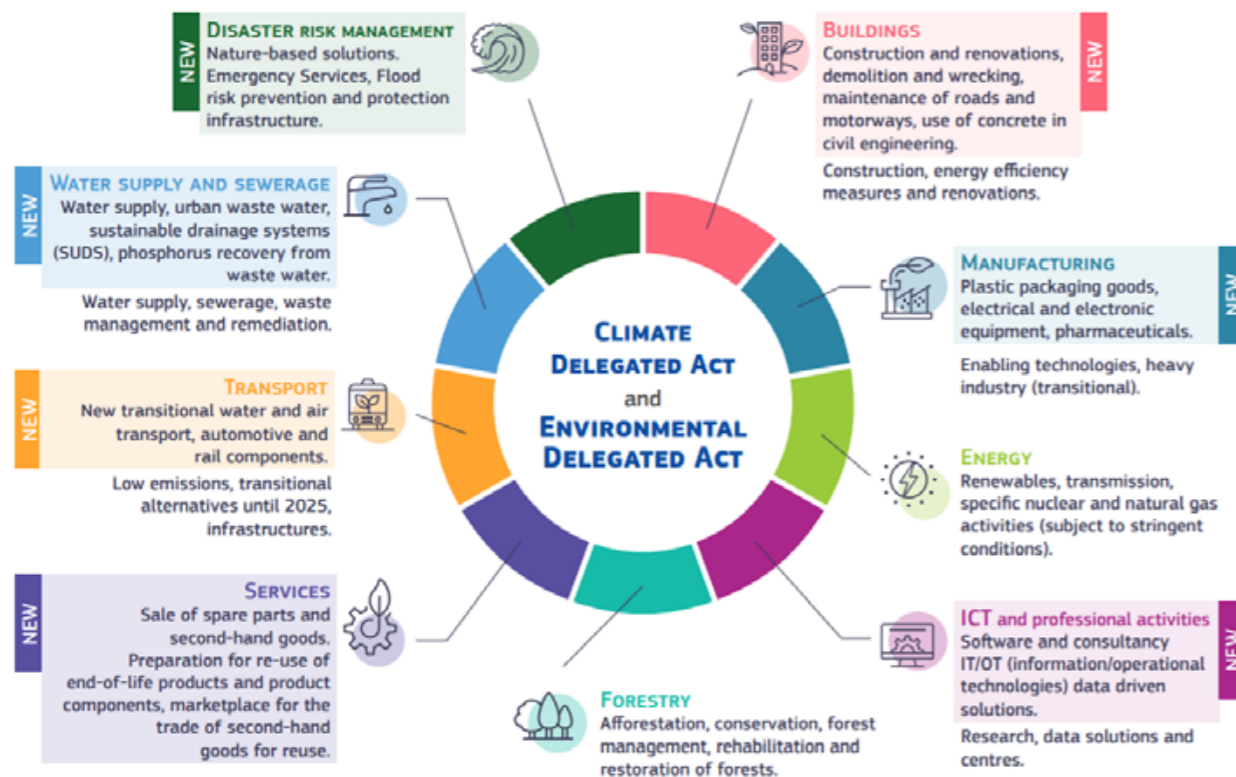 NEW
DISASTER RISK MANAGEMENT
Nature-based solutions.
Emergency Services, Flood
risk prevention and protection
infrastructure.
BUILDINGS
Construction and renovations,
demolition and wrecking,
maintenance of roads and
motorways, use of concrete in
civil engineering.
NEW
Construction, energy efficiency
measures and renovations.
NEW
WATER SUPPLY AND SEWERAGE
Water supply, urban waste water,
sustainable drainage systems
(SUDS), phosphorus recovery from
waste water.
Water supply, sewerage, waste
management and remediation.
MANUFACTURING
Plastic packaging goods,
electrical and electronic
equipment, pharmaceuticals.
NEW
Enabling technologies, heavy
industry (transitional).
CLIMATE
DELEGATED ACT
and
ENVIRONMENTAL
DELEGATED ACT
NEW
TRANSPORT
New transitional water and air
transport, automotive and
rail components.
Low emissions, transitional
alternatives until 2025,
infrastructures.
ENERGY
Renewables, transmission,
specific nuclear and natural gas
activities (subject to stringent
conditions).
NEW
SERVICES
Sale of spare parts and
second-hand goods.
Preparation for re-use of
end-of-life products and product
components, marketplace for the
trade of second-hand
goods for reuse.
FORESTRY
Afforestation, conservation, forest
management, rehabilitation and
restoration of forests.
ICT and professional activities
Software and consultancy
IT/OT (information/operational
technologies) data driven
solutions.
NEW
Research, data solutions and
centres.